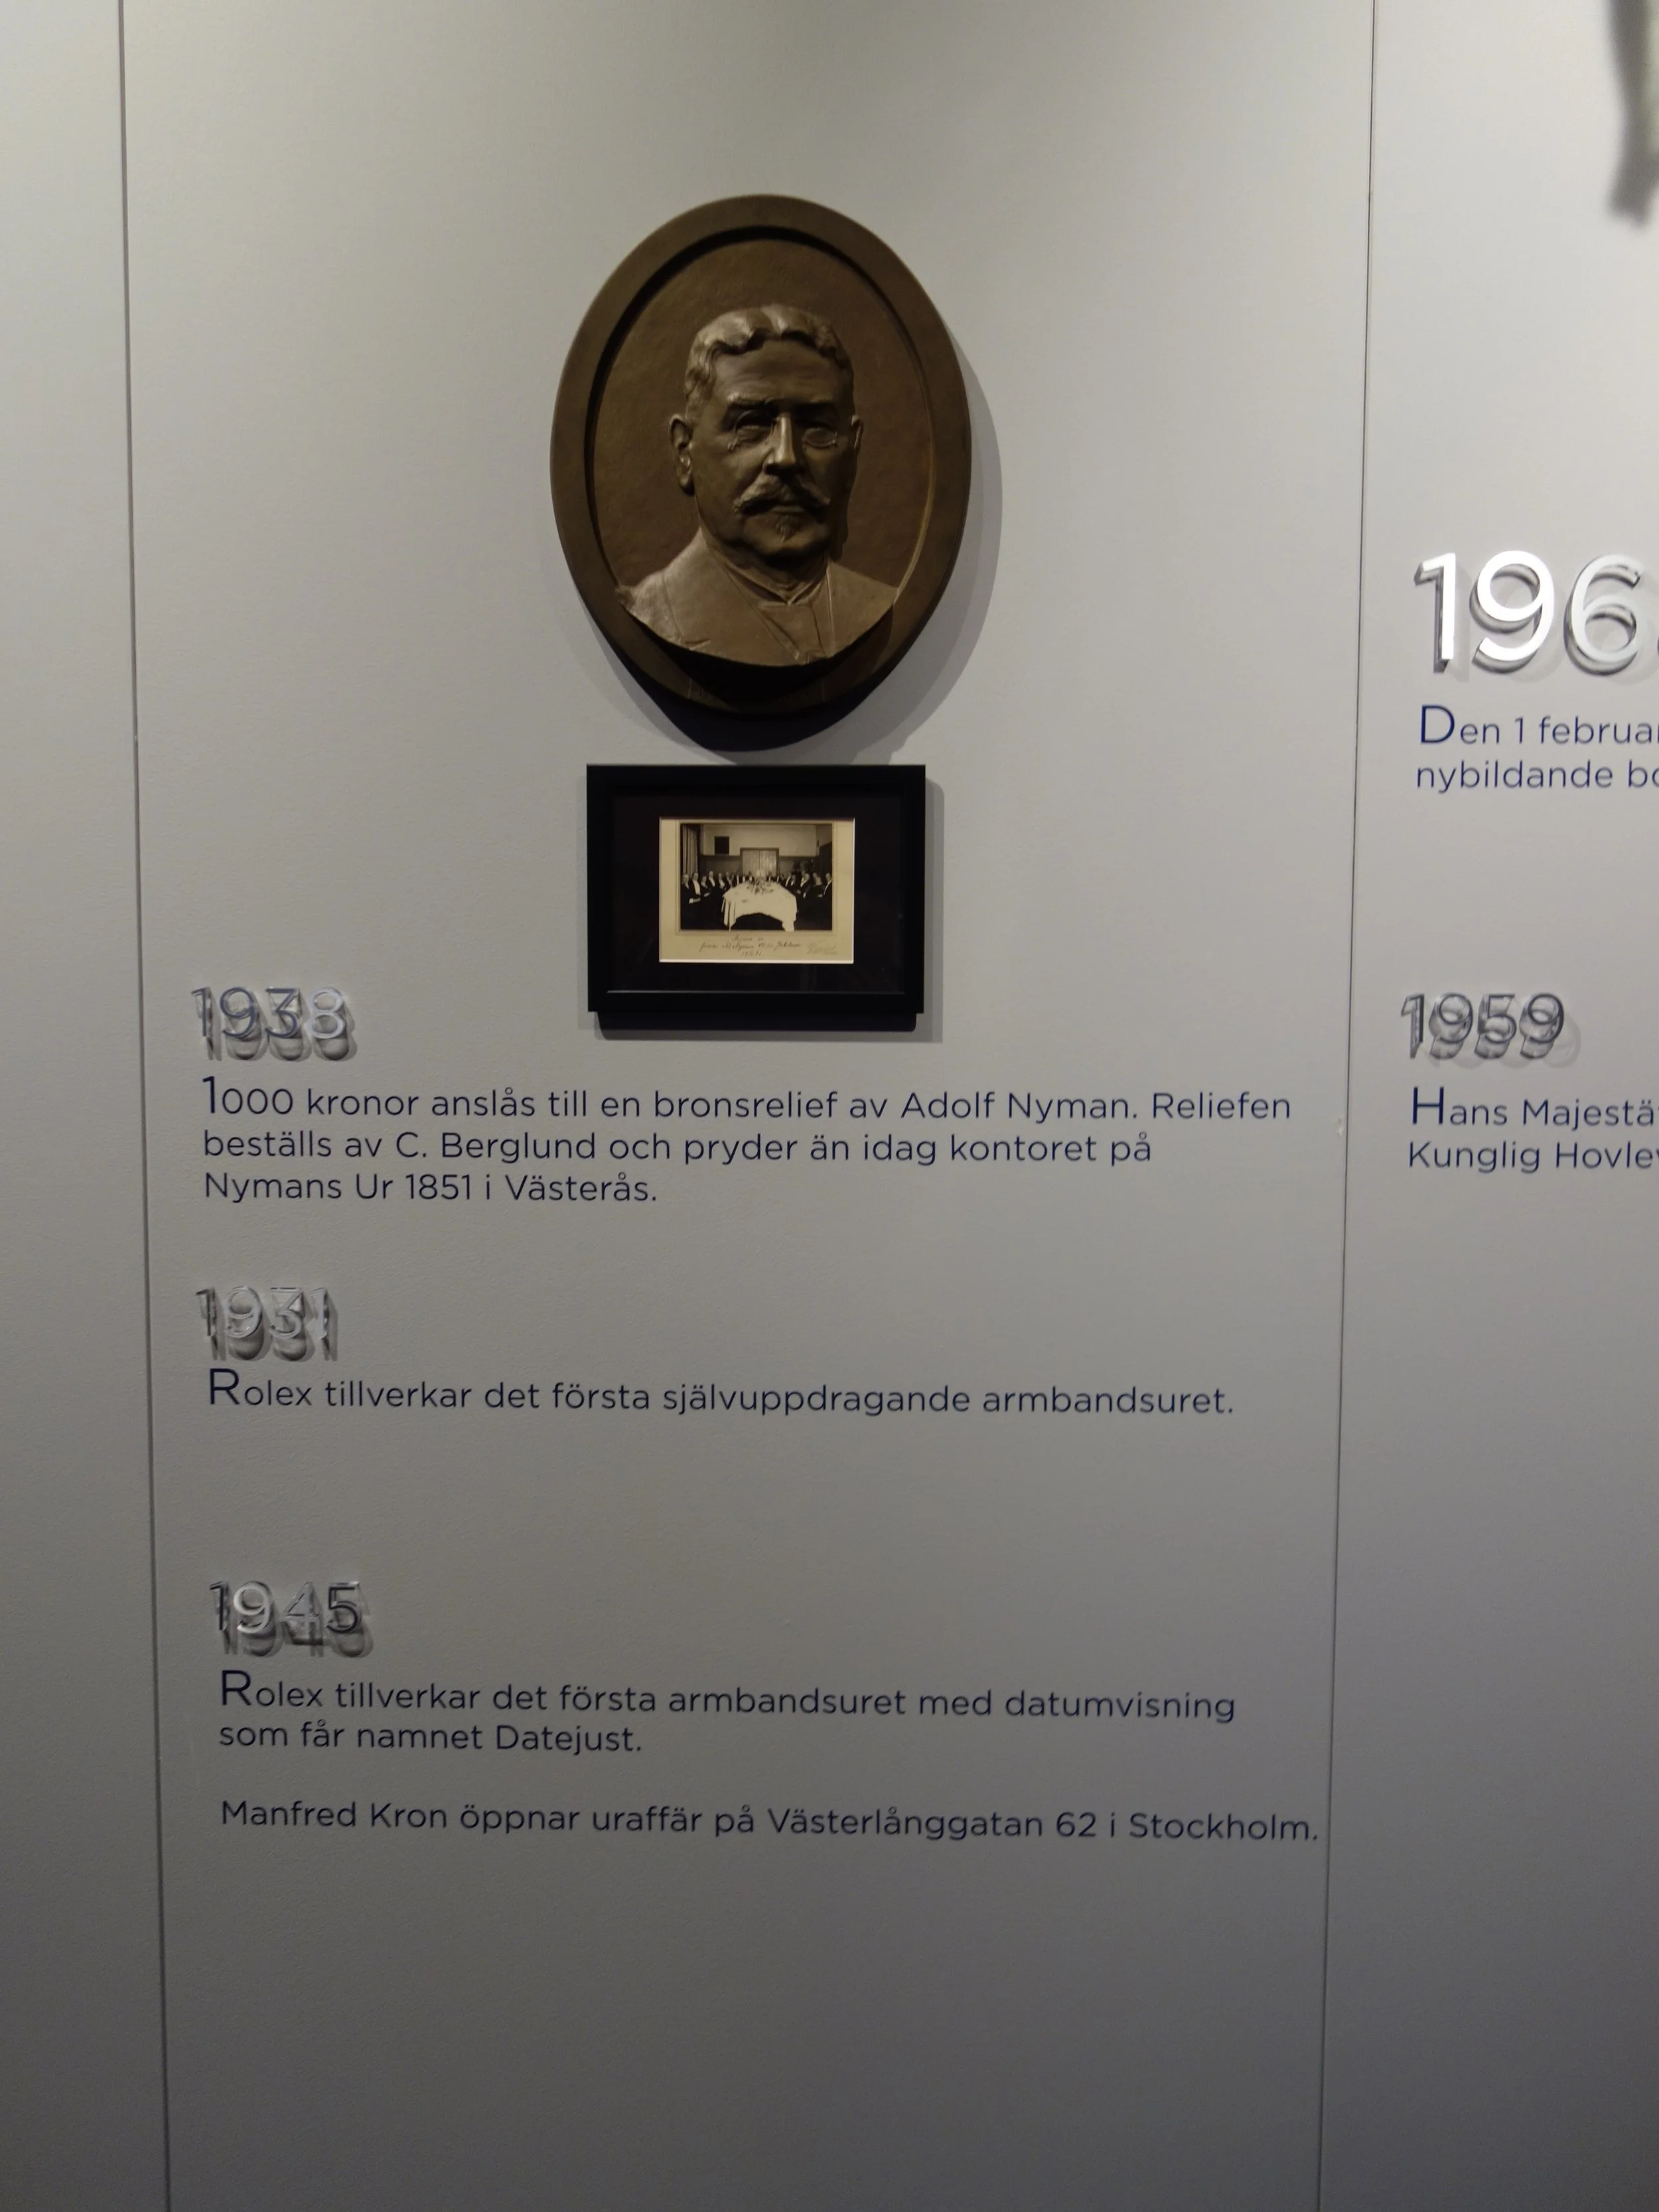 1938
1000 kronor anslås till en bronsrelief av Adolf Nyman. Reliefen
beställs av C. Berglund och pryder än idag kontoret på
Nymans Ur 1851 i Västerås.
1931
Rolex tillverkar det första självuppdragande armbandsuret.
1945
Rolex tillverkar det första armbandsuret med datumvisning
som får namnet Datejust.
Manfred Kron öppnar uraffär på Västerlånggatan 62 i Stockholm.
196
Den 1 februar
nybildande bo
1959
Hans Majestä
Kunglig Hovlev